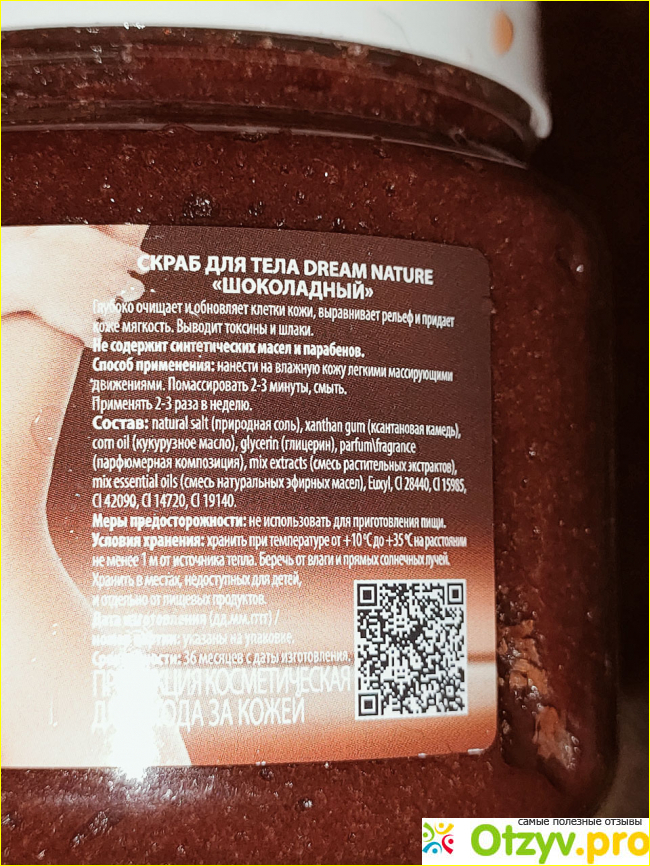 СКРАБ ДЛЯ ТЕЛА DREAM NATURE
«ШОКОЛАДНЫЙ»
Глубоко очищает и обновляет клетки кожи, выравнивает рельеф и придает
коже мягкость. Выводит токсины и шлаки.
Не содержит синтетических масел и парабенов.
Способ применения: нанести на влажную кожу легкими массирующими
движениями. Помассировать 2-3 минуты, смыть.
Применять 2-3 раза в неделю.
Состав: natural salt (природная соль), xanthan gum (ксантановая камедь),
corn oil (кукурузное масло), glycerin (глицерин), parfum\fragrance
(парфюмерная композиция), mix extracts (смесь растительных экстрактов),
mix essential oils (смесь натуральных эфирных масел), Euxyl, CI 28440, CI 15985,
CI 42090, CI 14720, CI 19140.
Меры предосторожности: не использовать для приготовления пищи.
Условия хранения: хранить при температуре от +10 °C до +35 °C на расстоянии
не менее 1 м от источника тепла. Беречь от влаги и прямых солнечных лучей.
Хранить в местах, недоступных для детей,
и отдельно от пищевых продуктов.
Дата изготовления (дд.мм.гггг) /
номер партии: указаны на упаковке.
Срок годности: 36 месяцев с даты изготовления.
ПРОДУКЦИЯ КОСМЕТИЧЕСКАЯ
ДЛЯ УХОДА ЗА КОЖЕЙ
самые полезные отзывы
Otzyv.pro